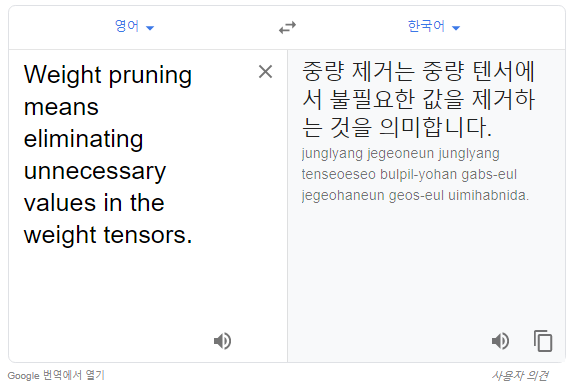 영어
한국어
Weight pruning
means
eliminating
unnecessary
values in the
weight tensors.
중량 제거는 중량 텐서에
서 불필요한 값을 제거하
는 것을 의미합니다.
junglyang jegeoneun junglyang
tenseoeseo bulpil-yohan gabs-eul
jegeohaneun geos-eul uimihabnida.
Google 번역에서 열기
사용자 의견